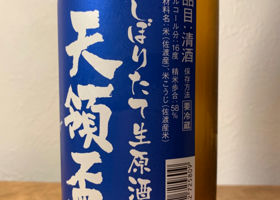 品目：清酒
保存方法 要冷蔵
アルコール分：16度 精米歩合：58%
原材料名：米（佐渡産）、米こうじ（佐渡産米）
しぼりたて生原酒
天領盃